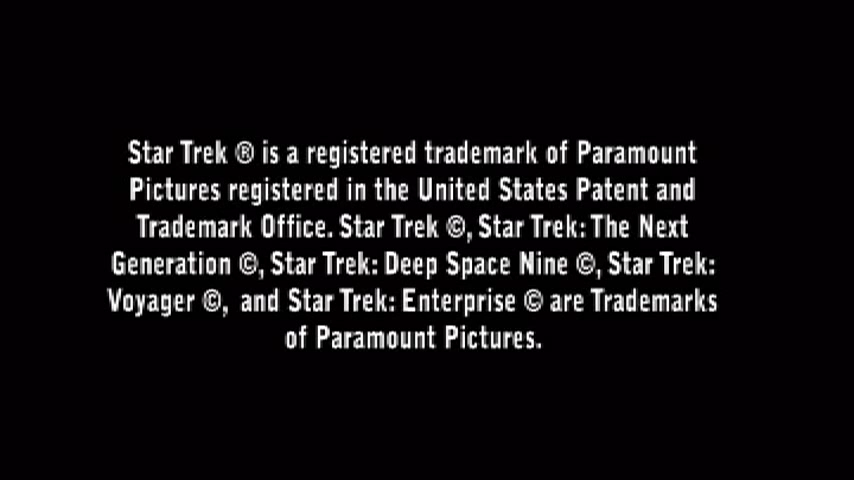 Star Trek ® is a registered trademark of Paramount
Pictures registered in the United States Patent and
Trademark Office. Star Trek ©, Star Trek: The Next
Generation ©, Star Trek: Deep Space Nine ©, Star Trek:
Voyager ©, and Star Trek: Enterprise © are Trademarks
of Paramount Pictures.